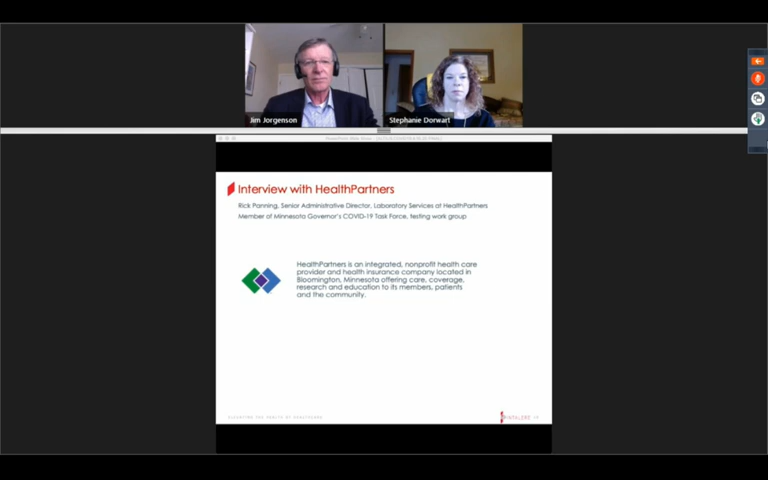 Jim Jorgenson
Stephanie Dorwart
Interview with HealthPartners
Rick Panning, Senior Administrative Director, Laboratory Services at HealthPartners
Member of Minnesota Governor's COVID-19 Task Force, testing work group
HealthPartners is an integrated, nonprofit health care
provider and health insurance company located in
Bloomington, Minnesota offering care, coverage,
research and education to its members, patients
and the community.